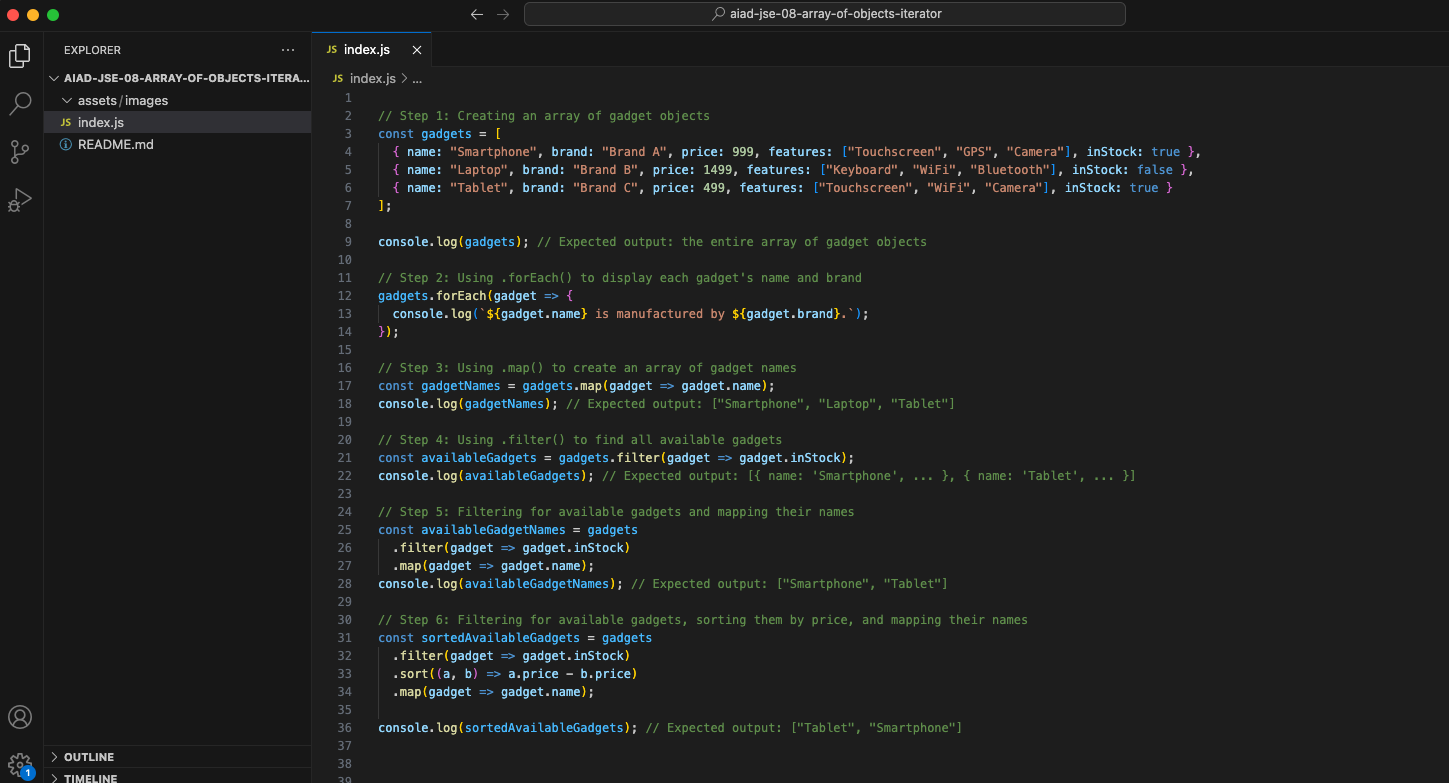 aiad-jse-08-array-of-objects-iterator
EXPLORER
...
AIAD-JSE-08-ARRAY-OF-OBJECTS-ITERA...
assets/images
JS index.js
README.md
OUTLINE
TIMELINE
1
JS index.js
JS index.js > ...
1
2 // Step 1: Creating an array of gadget objects
3 const gadgets = [
4 { name: "Smartphone", brand: "Brand A", price: 999, features: ["Touchscreen", "GPS", "Camera"], inStock: true },
5 { name: "Laptop", brand: "Brand B", price: 1499, features: ["Keyboard", "WiFi", "Bluetooth"], inStock: false },
6 { name: "Tablet", brand: "Brand C", price: 499, features: ["Touchscreen", "WiFi", "Camera"], inStock: true }
7 ];
8
9 console.log(gadgets); // Expected output: the entire array of gadget objects
10
11 // Step 2: Using .forEach() to display each gadget's name and brand
12 gadgets.forEach(gadget => {
13 console.log(`${gadget.name} is manufactured by ${gadget.brand}.`);
14 });
15
16 // Step 3: Using .map() to create an array of gadget names
17 const gadgetNames = gadgets.map(gadget => gadget.name);
18 console.log(gadgetNames); // Expected output: ["Smartphone", "Laptop", "Tablet"]
19
20 // Step 4: Using .filter() to find all available gadgets
21 const availableGadgets = gadgets.filter(gadget => gadget.inStock);
22 console.log(availableGadgets); // Expected output: [{ name: 'Smartphone', ... }, { name: 'Tablet', ... }]
23
24 // Step 5: Filtering for available gadgets and mapping their names
25 const availableGadgetNames = gadgets
26 .filter(gadget => gadget.inStock)
27 .map(gadget => gadget.name);
28 console.log(availableGadgetNames); // Expected output: ["Smartphone", "Tablet"]
29
30 // Step 6: Filtering for available gadgets, sorting them by price, and mapping their names
31 const sortedAvailableGadgets = gadgets
32 .filter(gadget => gadget.inStock)
33 .sort((a, b) => a.price - b.price)
34 .map(gadget => gadget.name);
35
36 console.log(sortedAvailableGadgets); // Expected output: ["Tablet", "Smartphone"]
37
38
39